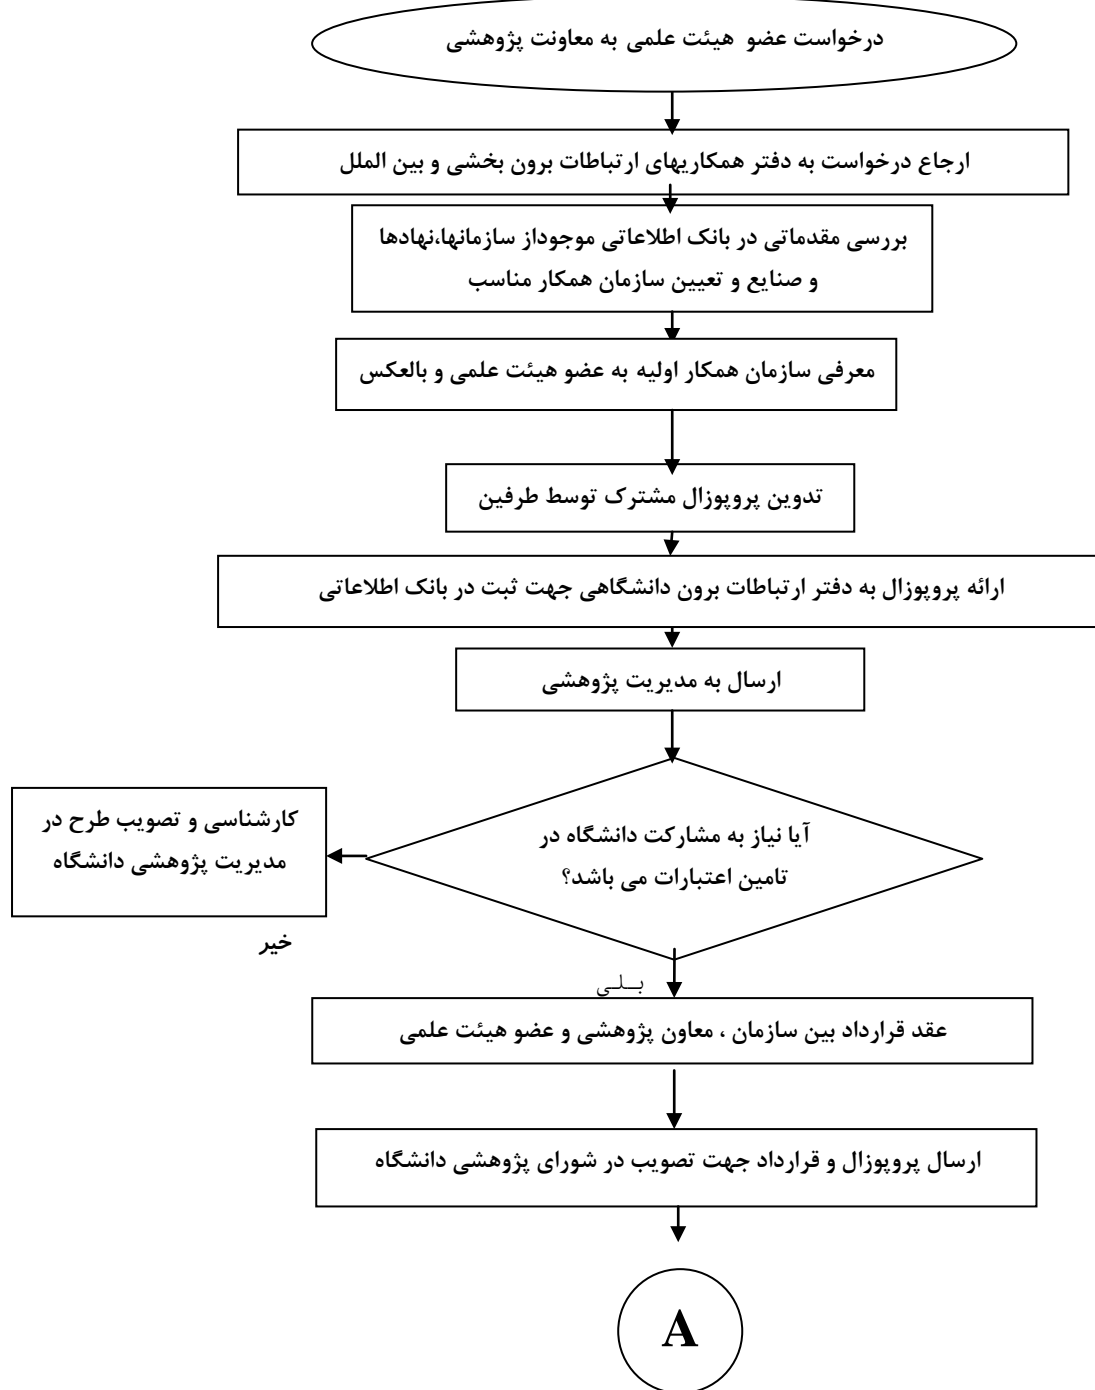 درخواست عضو هیئت علمی به معاونت پژوهشی
ارجاع درخواست به دفتر همکاریهای ارتباطات برون بخشی و بین الملل
بررسی مقدماتی در بانک اطلاعاتی موجوداز سازمانها،نهادها
و صنایع و تعیین سازمان همکار مناسب
معرفی سازمان همکار اولیه به عضو هیئت علمی و بالعکس
تدوین پروپوزال مشترک توسط طرفین
ارائه پروپوزال به دفتر ارتباطات برون دانشگاهی جهت ثبت در بانک اطلاعاتی
ارسال به مدیریت پژوهشی
آیا نیاز به مشارکت دانشگاه در
تامین اعتبارات می باشد؟
کارشناسی و تصویب طرح در
مدیریت پژوهشی دانشگاه
خیر
بلی
عقد قرارداد بین سازمان ، معاون پژوهشی و عضو هیئت علمی
ارسال پروپوزال و قرارداد جهت تصویب در شورای پژوهشی دانشگاه
A